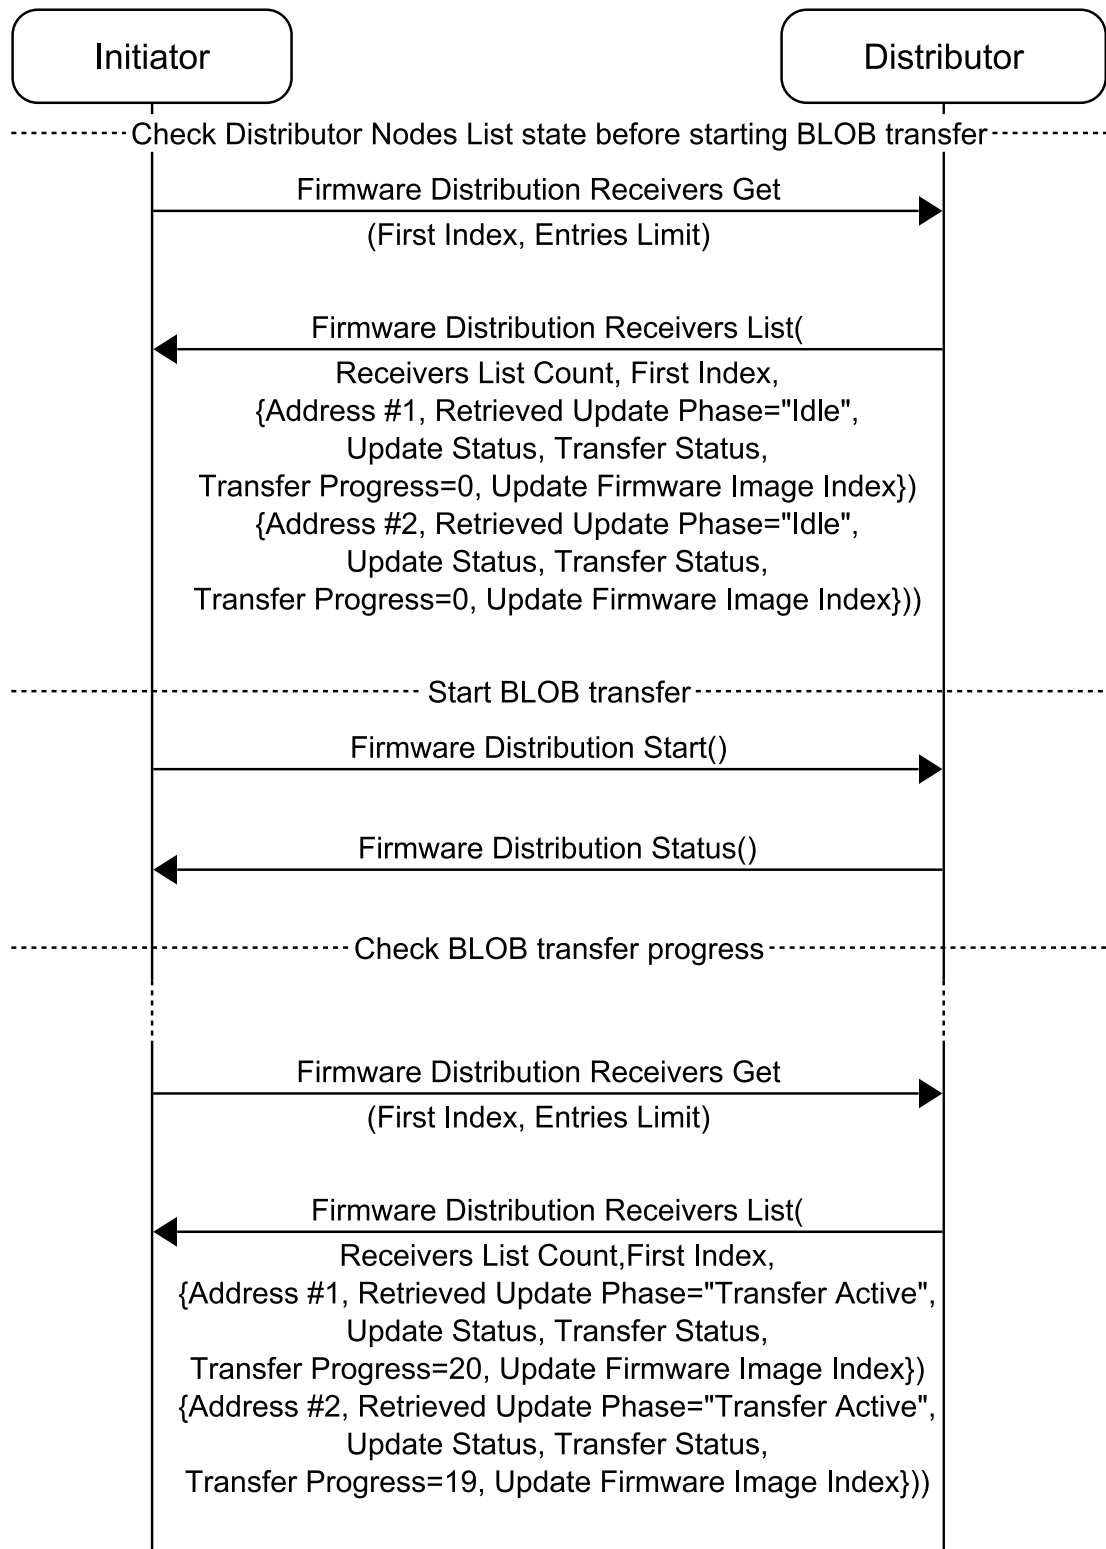 Initiator
Distributor
Check Distributor Nodes List state before starting BLOB transfer
Firmware Distribution Receivers Get
(First Index, Entries Limit)
Firmware Distribution Receivers List(
Receivers List Count, First Index,
{Address #1, Retrieved Update Phase="Idle",
Update Status, Transfer Status,
Transfer Progress=0, Update Firmware Image Index})
{Address #2, Retrieved Update Phase="Idle",
Update Status, Transfer Status,
Transfer Progress=0, Update Firmware Image Index}))
Start BLOB transfer
Firmware Distribution Start()
Firmware Distribution Status()
Check BLOB transfer progress
Firmware Distribution Receivers Get
(First Index, Entries Limit)
Firmware Distribution Receivers List(
Receivers List Count,First Index,
{Address #1, Retrieved Update Phase="Transfer Active",
Update Status, Transfer Status,
Transfer Progress=20, Update Firmware Image Index})
{Address #2, Retrieved Update Phase="Transfer Active",
Update Status, Transfer Status,
Transfer Progress=19, Update Firmware Image Index}))